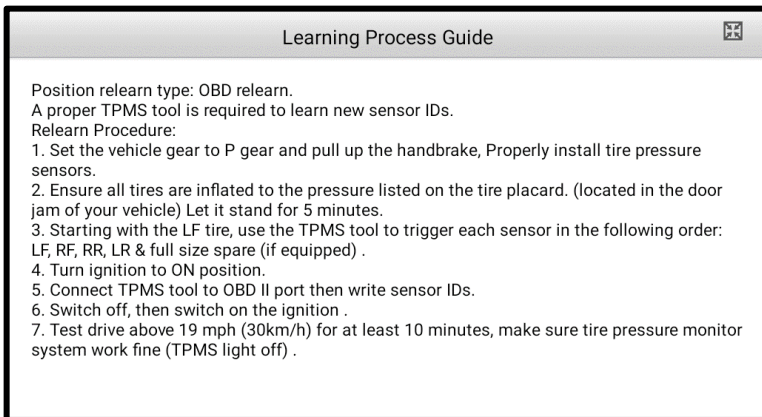 Learning Process Guide
Position relearn type: OBD relearn.
A proper TPMS tool is required to learn new sensor IDs.
Relearn Procedure:
1. Set the vehicle gear to P gear and pull up the handbrake, Properly install tire pressure
sensors.
2. Ensure all tires are inflated to the pressure listed on the tire placard. (located in the door
jam of your vehicle) Let it stand for 5 minutes.
3. Starting with the LF tire, use the TPMS tool to trigger each sensor in the following order:
LF, RF, RR, LR & full size spare (if equipped) .
4. Turn ignition to ON position.
5. Connect TPMS tool to OBD II port then write sensor IDs.
6. Switch off, then switch on the ignition .
7. Test drive above 19 mph (30km/h) for at least 10 minutes, make sure tire pressure monitor
system work fine (TPMS light off) .